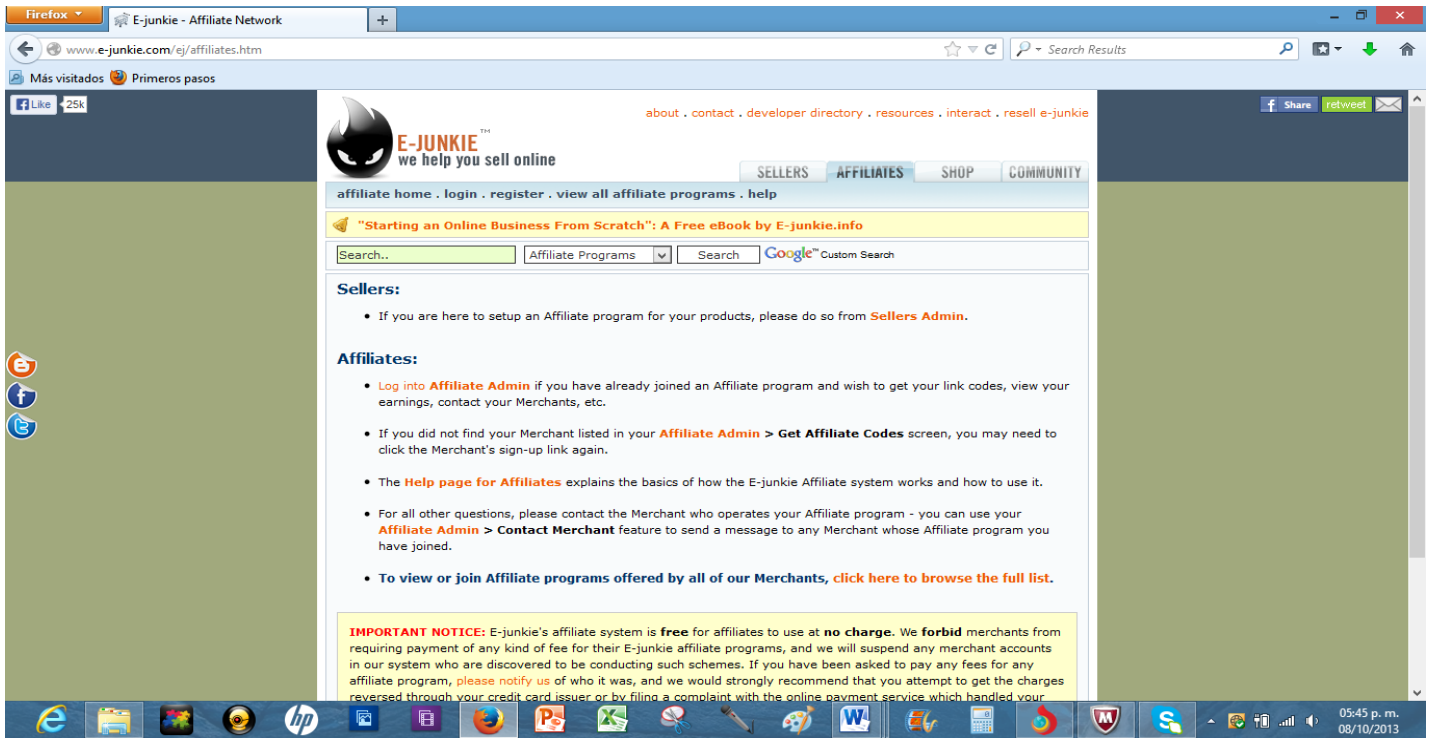 Firefox
E-junkie - Affiliate Network
www.e-junkie.com/ej/affiliates.htm
Search Results
Más visitados
Primeros pasos
Like 25k
Share retweet
about . contact . developer directory . resources . interact . resell e-junkie
E-JUNKIE™
we help you sell online
SELLERS AFFILIATES SHOP COMMUNITY
affiliate home . login . register . view all affiliate programs . help
"Starting an Online Business From Scratch": A Free eBook by E-junkie.info
Search.. Affiliate Programs Search Google™ Custom Search
Sellers:
• If you are here to setup an Affiliate program for your products, please do so from Sellers Admin.
Affiliates:
• Log into Affiliate Admin if you have already joined an Affiliate program and wish to get your link codes, view your
earnings, contact your Merchants, etc.
• If you did not find your Merchant listed in your Affiliate Admin > Get Affiliate Codes screen, you may need to
click the Merchant's sign-up link again.
• The Help page for Affiliates explains the basics of how the E-junkie Affiliate system works and how to use it.
• For all other questions, please contact the Merchant who operates your Affiliate program - you can use your
Affiliate Admin > Contact Merchant feature to send a message to any Merchant whose Affiliate program you
have joined.
• To view or join Affiliate programs offered by all of our Merchants, click here to browse the full list.
IMPORTANT NOTICE: E-junkie's affiliate system is free for affiliates to use at no charge. We forbid merchants from
requiring payment of any kind of fee for their E-junkie affiliate programs, and we will suspend any merchant accounts
in our system who are discovered to be conducting such schemes. If you have been asked to pay any fees for any
affiliate program, please notify us of who it was, and we would strongly recommend that you attempt to get the charges
reversed through your credit card issuer or by filing a complaint with the online payment service which handled your
05:45 p. m.
08/10/2013